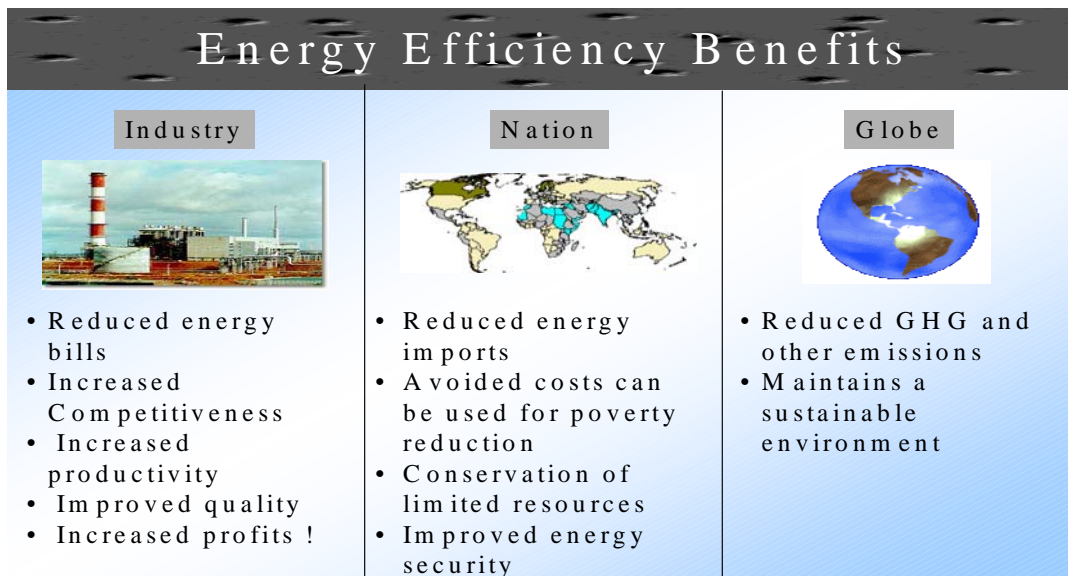 Energy Efficiency Benefits
Industry
• Reduced energy
bills
• Increased
Competitiveness
• Increased
productivity
• Improved quality
• Increased profits !
Nation
• Reduced energy
imports
• Avoided costs can
be used for poverty
reduction
• Conservation of
limited resources
• Improved energy
security
Globe
• Reduced GHG and
other emissions
• Maintains a
sustainable
environment